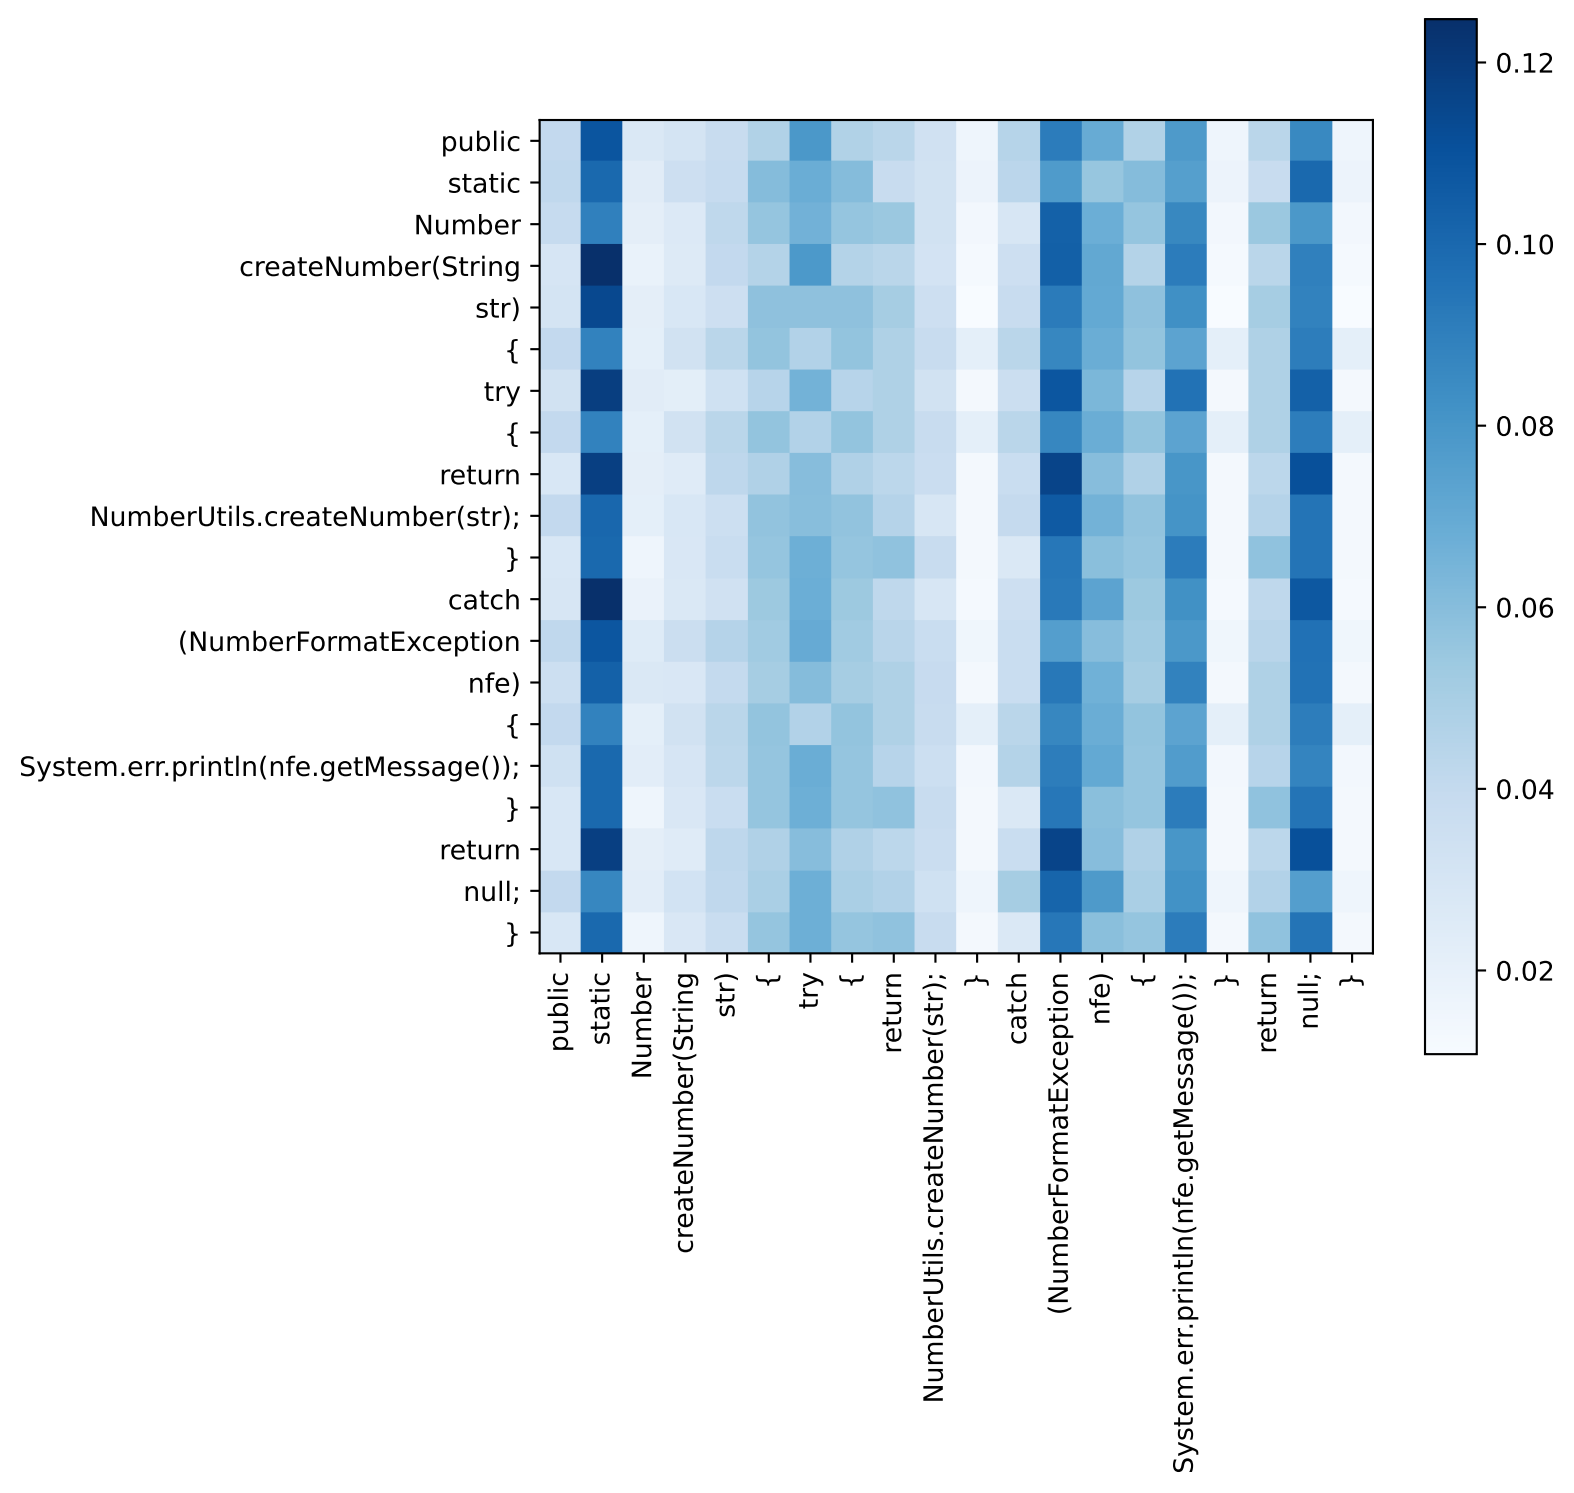 public
static
Number
createNumber(String
str)
{
try
{
return
NumberUtils.createNumber(str);
}
catch
(NumberFormatException
nfe)
{
System.err.println(nfe.getMessage());
}
return
null;
}
public
static
Number
createNumber(String
str)
{
try
{
return
NumberUtils.createNumber(str);
}
catch
(NumberFormatException
nfe)
{
System.err.println(nfe.getMessage());
}
return
null;
}
0.12
0.10
0.08
0.06
0.04
0.02